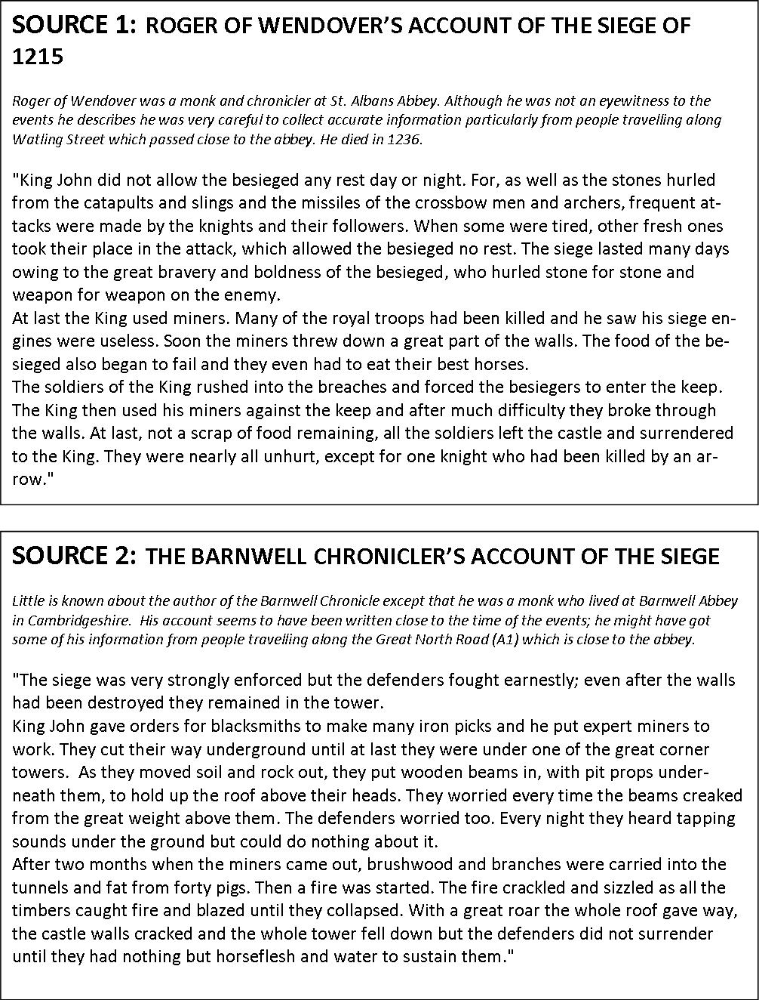 SOURCE 1: ROGER OF WENDOVER'S ACCOUNT OF THE SIEGE OF
1215
Roger of Wendover was a monk and chronicler at St. Albans Abbey. Although he was not an eyewitness to the
events he describes he was very careful to collect accurate information particularly from people travelling along
Watling Street which passed close to the abbey. He died in 1236.
"King John did not allow the besieged any rest day or night. For, as well as the stones hurled
from the catapults and slings and the missiles of the crossbow men and archers, frequent at-
tacks were made by the knights and their followers. When some were tired, other fresh ones
took their place in the attack, which allowed the besieged no rest. The siege lasted many days
owing to the great bravery and boldness of the besieged, who hurled stone for stone and
weapon for weapon on the enemy.
At last the King used miners. Many of the royal troops had been killed and he saw his siege en-
gines were useless. Soon the miners threw down a great part of the walls. The food of the be-
sieged also began to fail and they even had to eat their best horses.
The soldiers of the King rushed into the breaches and forced the besiegers to enter the keep.
The King then used his miners against the keep and after much difficulty they broke through
the walls. At last, not a scrap of food remaining, all the soldiers left the castle and surrendered
to the King. They were nearly all unhurt, except for one knight who had been killed by an ar-
row."
SOURCE 2: THE BARNWELL CHRONICLER'S ACCOUNT OF THE SIEGE
Little is known about the author of the Barnwell Chronicle except that he was a monk who lived at Barnwell Abbey
in Cambridgeshire.  His account seems to have been written close to the time of the events; he might have got
some of his information from people travelling along the Great North Road (A1) which is close to the abbey.
"The siege was very strongly enforced but the defenders fought earnestly; even after the walls
had been destroyed they remained in the tower.
King John gave orders for blacksmiths to make many iron picks and he put expert miners to
work. They cut their way underground until at last they were under one of the great corner
towers.  As they moved soil and rock out, they put wooden beams in, with pit props under-
neath them, to hold up the roof above their heads. They worried every time the beams creaked
from the great weight above them. The defenders worried too. Every night they heard tapping
sounds under the ground but could do nothing about it.
After two months when the miners came out, brushwood and branches were carried into the
tunnels and fat from forty pigs. Then a fire was started. The fire crackled and sizzled as all the
timbers caught fire and blazed until they collapsed. With a great roar the whole roof gave way,
the castle walls cracked and the whole tower fell down but the defenders did not surrender
until they had nothing but horseflesh and water to sustain them."